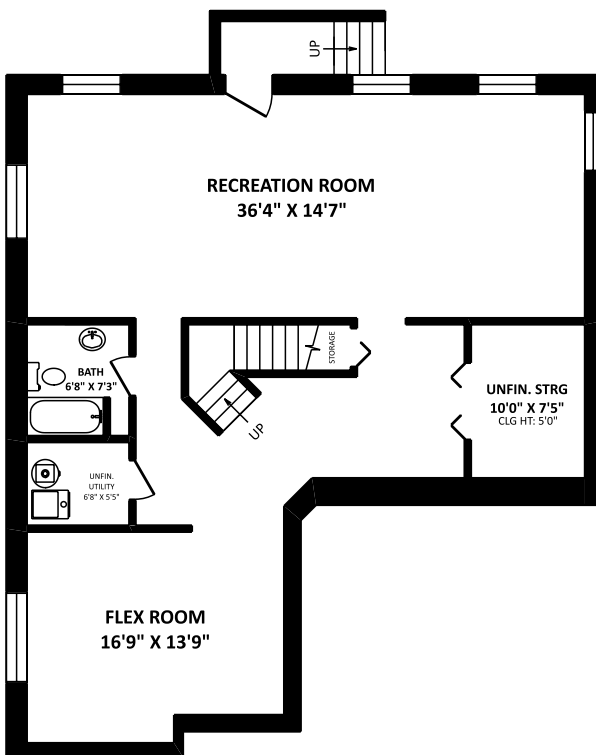 UP
RECREATION ROOM
36'4" X 14'7"
STORAGE
BATH
6'8" X 7'3"
UNFIN. STRG
10'0" X 7'5"
CLG HT: 5'0"
UP
UNFIN.
UTILITY
6'8" X 5'5"
FLEX ROOM
16'9" X 13'9"